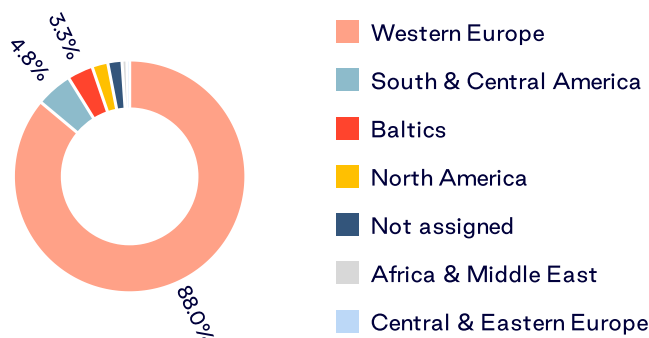 3.3%
4.8%
88.0%
Western Europe
South & Central America
Baltics
North America
Not assigned
Africa & Middle East
Central & Eastern Europe